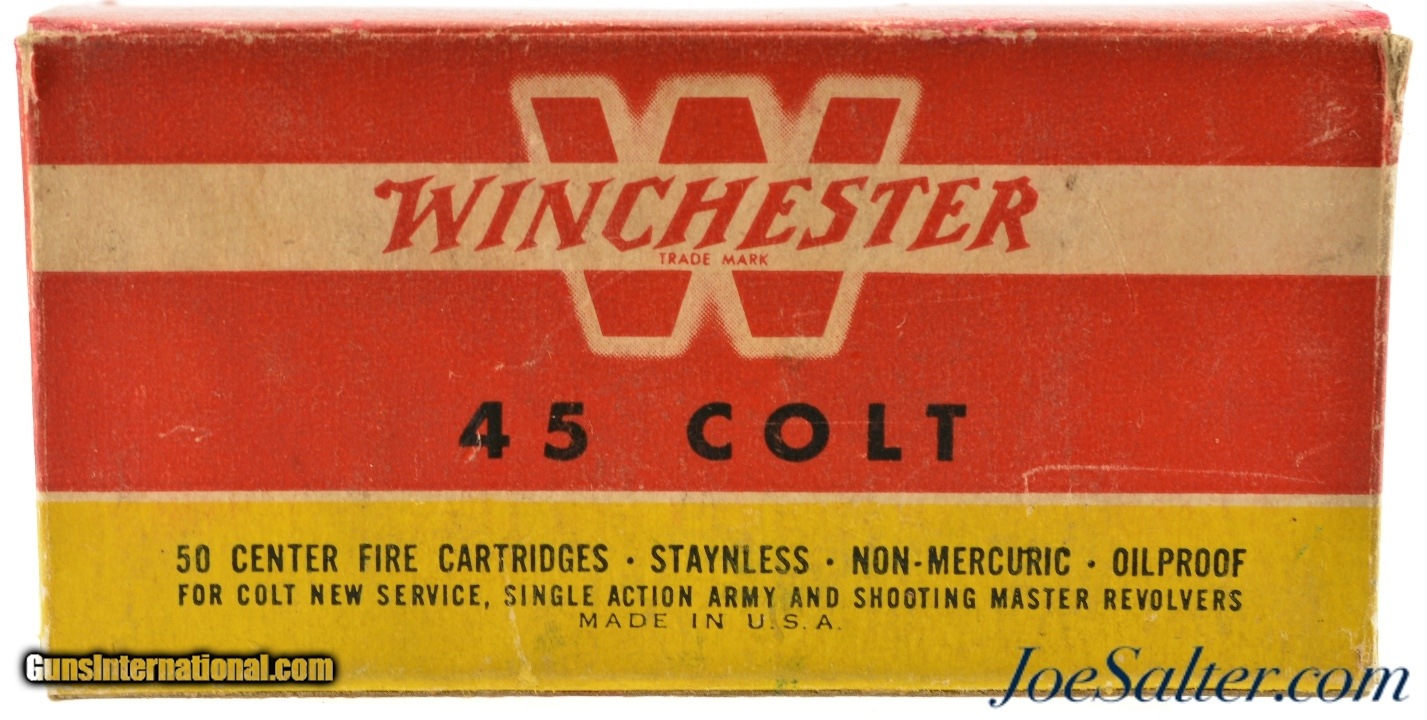 W
WINCHESTER
TRADE MARK
45 COLT
50 CENTER FIRE CARTRIDGES · STAYNLESS · NON-MERCURIC · OILPROOF
FOR COLT NEW SERVICE, SINGLE ACTION ARMY AND SHOOTING MASTER REVOLVERS
MADE IN U.S.A.
GunsInternational.com
JoeSalter.com